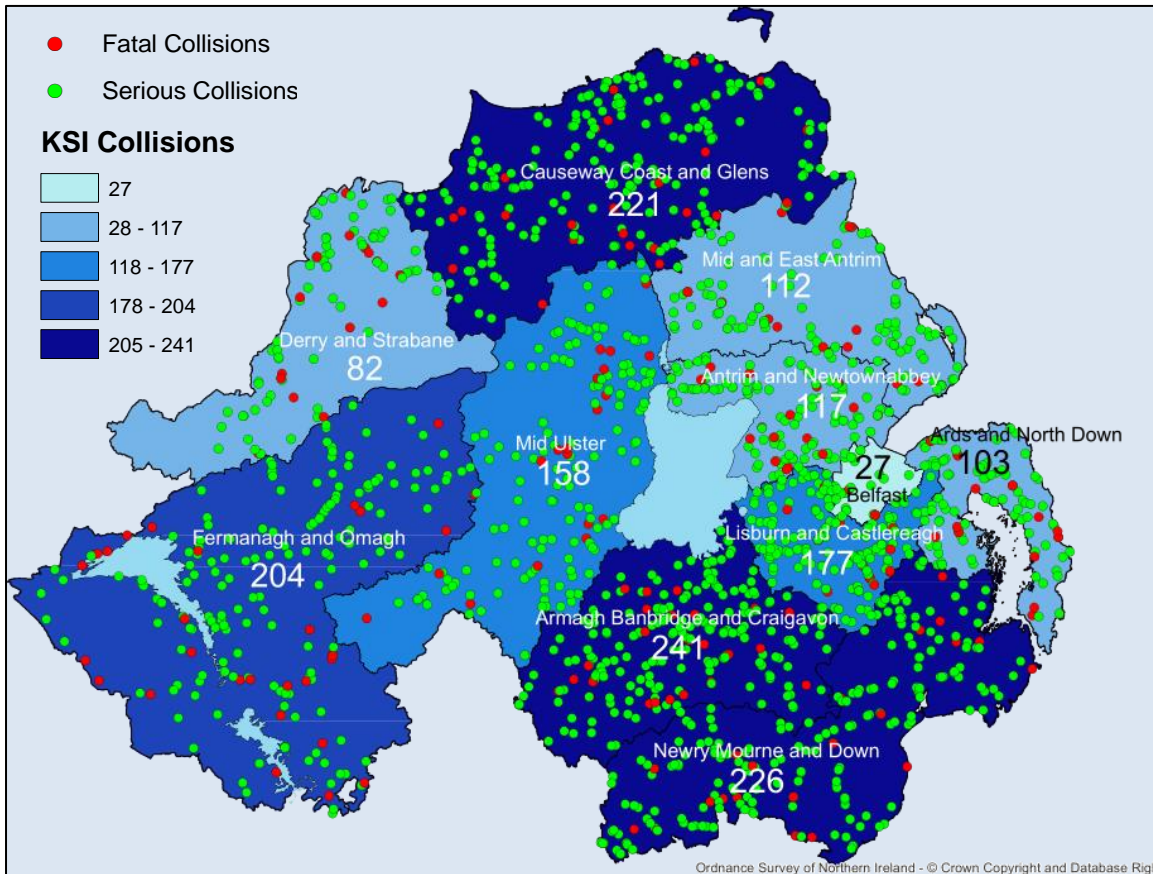 Fatal Collisions
Serious Collisions
KSI Collisions
27
28 - 117
118 - 177
178 - 204
205 - 241
Causeway Coast and Glens
221
Mid and East Antrim
112
Derry and Strabane
82
Antrim and Newtownabbey
117
Ards and North Down
103
Mid Ulster
158
27
Belfast
Fermanagh and Omagh
204
Lisburn and Castlereagh
177
Armagh Banbridge and Craigavon
241
Newry Mourne and Down
226
Ordnance Survey of Northern Ireland - © Crown Copyright and Database Righ